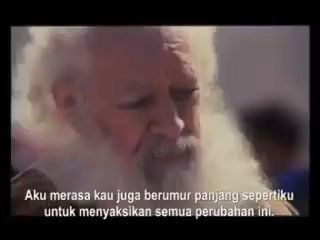 Aku merasa kau juga berumur panjang sepertiku
untuk menyaksikan semua perubahan ini.